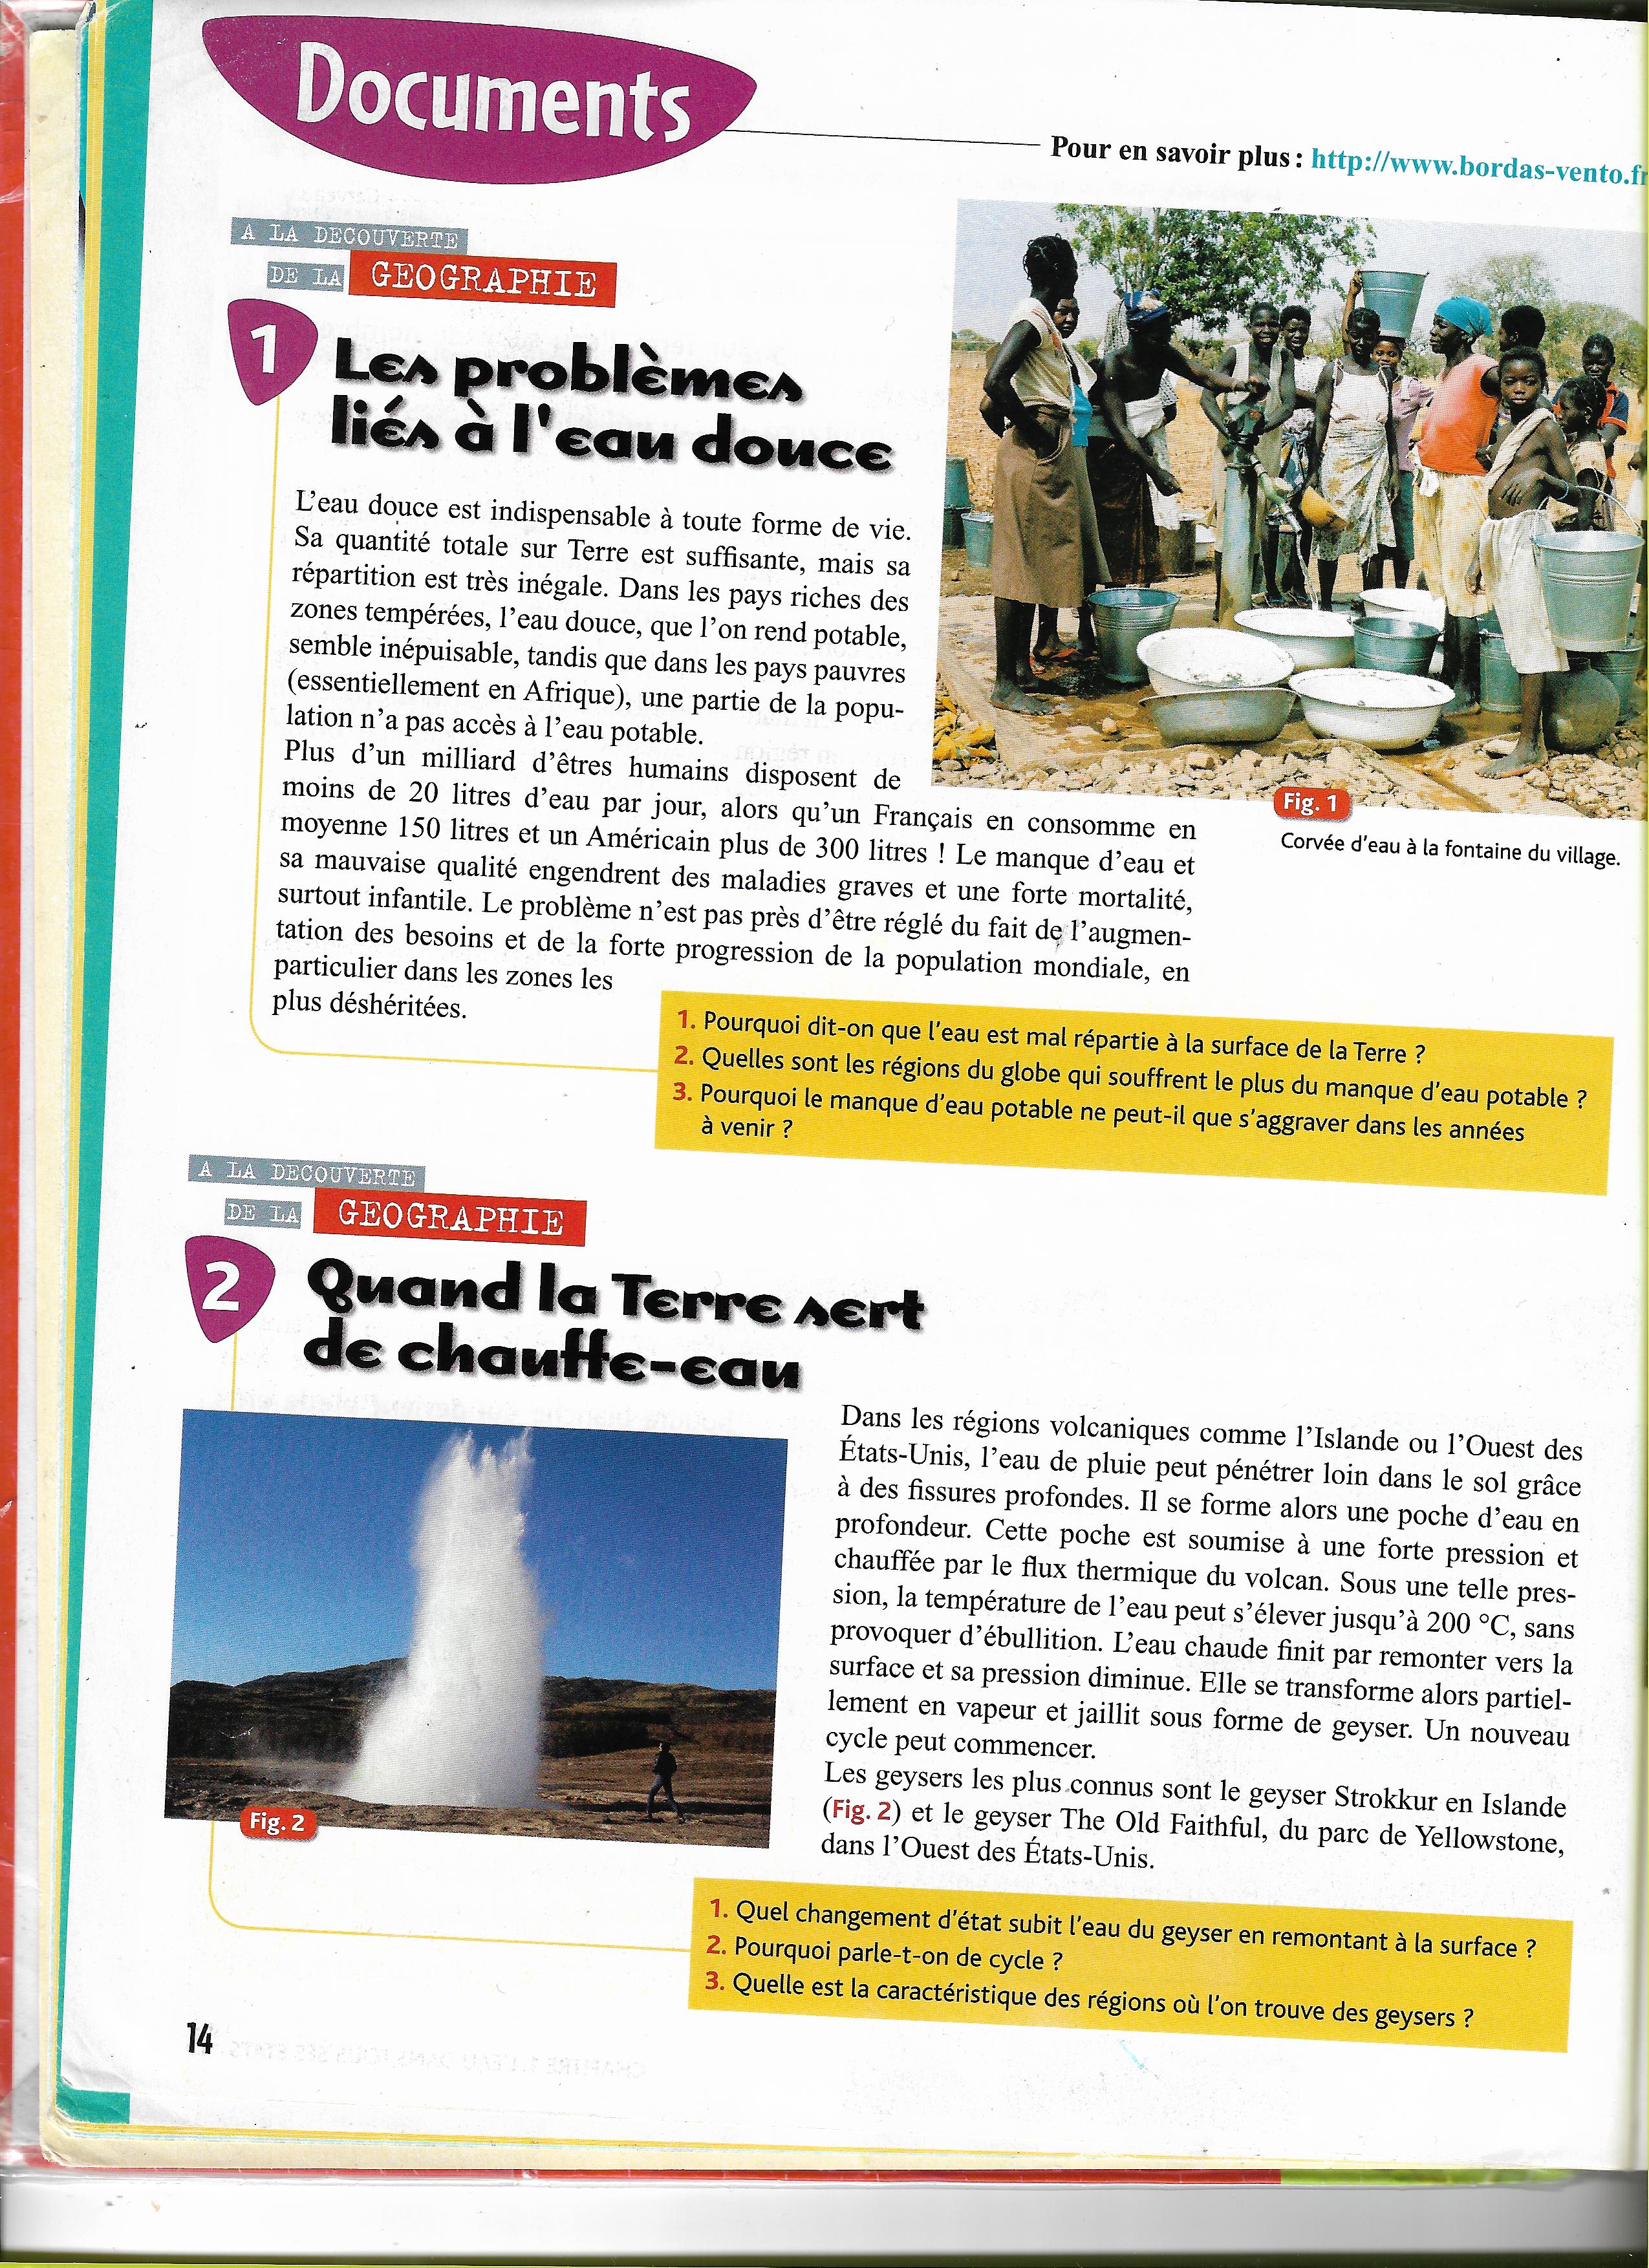 Documents
Pour en savoir plus : http://www.bordas-vento.fr
A LA DECOUVERTE
DE LA GEOGRAPHIE
1
Les problèmes
liés à l'eau douce
L'eau douce est indispensable à toute forme de vie.
Sa quantité totale sur Terre est suffisante, mais sa
répartition est très inégale. Dans les pays riches des
zones tempérées, l'eau douce, que l'on rend potable,
semble inépuisable, tandis que dans les pays pauvres
(essentiellement en Afrique), une partie de la popu-
lation n'a pas accès à l'eau potable.
Plus d'un milliard d'êtres humains disposent de
moins de 20 litres d'eau par jour, alors qu'un Français en consomme en
moyenne 150 litres et un Américain plus de 300 litres ! Le manque d'eau et
sa mauvaise qualité engendrent des maladies graves et une forte mortalité,
surtout infantile. Le problème n'est pas près d'être réglé du fait de l'augmen-
tation des besoins et de la forte progression de la population mondiale, en
particulier dans les zones les
plus déshéritées.
Fig. 1
Corvée d'eau à la fontaine du village.
1. Pourquoi dit-on que l'eau est mal répartie à la surface de la Terre ?
2. Quelles sont les régions du globe qui souffrent le plus du manque d'eau potable ?
3. Pourquoi le manque d'eau potable ne peut-il que s'aggraver dans les années
à venir ?
A LA DECOUVERTE
DE LA GEOGRAPHIE
2
Quand la Terre sert
de chauffe-eau
Dans les régions volcaniques comme l'Islande ou l'Ouest des
États-Unis, l'eau de pluie peut pénétrer loin dans le sol grâce
à des fissures profondes. Il se forme alors une poche d'eau en
profondeur. Cette poche est soumise à une forte pression et
chauffée par le flux thermique du volcan. Sous une telle pres-
sion, la température de l'eau peut s'élever jusqu'à 200 °C, sans
provoquer d'ébullition. L'eau chaude finit par remonter vers la
surface et sa pression diminue. Elle se transforme alors partiel-
lement en vapeur et jaillit sous forme de geyser. Un nouveau
cycle peut commencer.
Les geysers les plus connus sont le geyser Strokkur en Islande
(Fig. 2) et le geyser The Old Faithful, du parc de Yellowstone,
dans l'Ouest des États-Unis.
Fig. 2
1. Quel changement d'état subit l'eau du geyser en remontant à la surface ?
2. Pourquoi parle-t-on de cycle ?
3. Quelle est la caractéristique des régions où l'on trouve des geysers ?
14